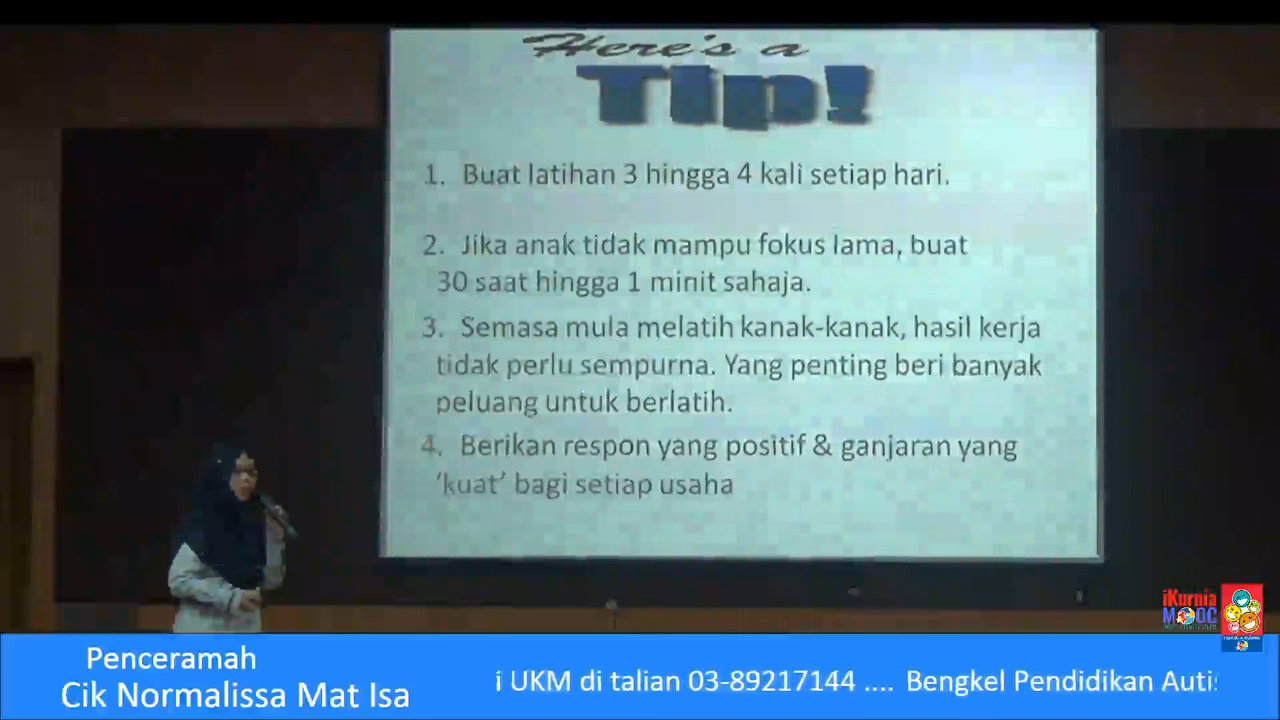 Here's a
Tip!
1. Buat latihan 3 hingga 4 kali setiap hari.
2. Jika anak tidak mampu fokus lama, buat
30 saat hingga 1 minit sahaja.
3. Semasa mula melatih kanak-kanak, hasil kerja
tidak perlu sempurna. Yang penting beri banyak
peluang untuk berlatih.
4. Berikan respon yang positif & ganjaran yang
‘kuat’ bagi setiap usaha
iKurnia
MOOC
Penceramah
Cik Normalissa Mat Isa
i UKM di talian 03-89217144 .... Bengkel Pendidikan Autis